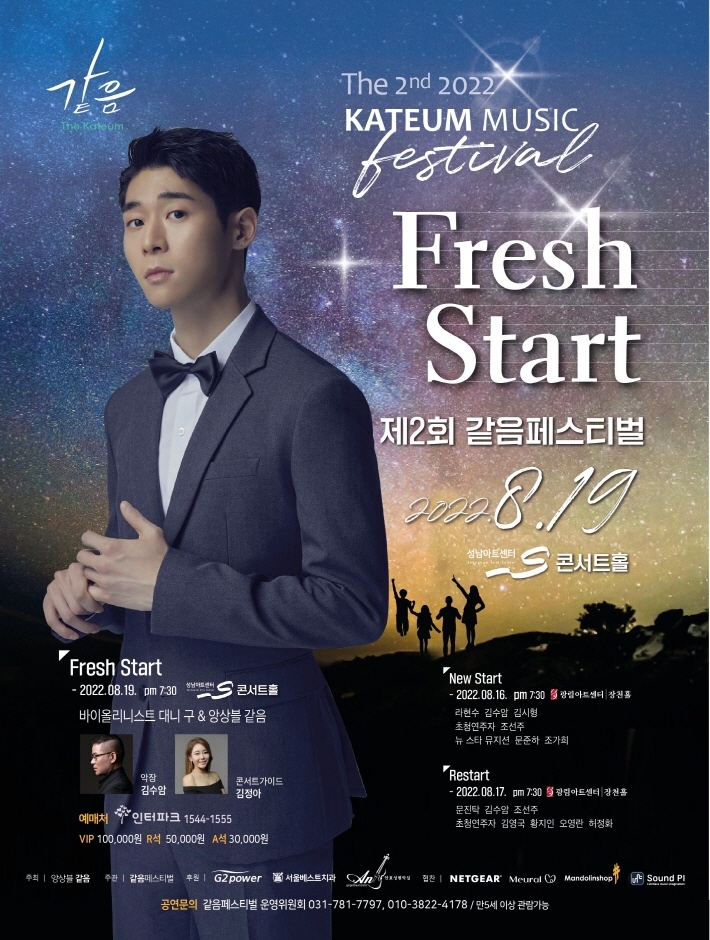 같음
The Kateum
The 2nd 2022
KATEUM MUSIC
festival
Fresh
Start
제2회 같음페스티벌
2022.8.19
성남아트센터 콘서트홀
Fresh Start
- 2022.08.19. pm 7:30 성남아트센터 콘서트홀
바이올리니스트 대니 구 & 앙상블 같음
악장
김수암
콘서트가이드
김정아
예매처 인터파크 1544-1555
VIP 100,000원 R석 50,000원 A석 30,000원
New Start
- 2022.08.16. pm 7:30 광림아트센터 장천홀
라현수 김수암 김시형
초청연주자 조선주
뉴 스타 뮤지션 문준하 조가희
Restart
- 2022.08.17. pm 7:30 광림아트센터 장천홀
문진탁 김수암 조선주
초청연주자 김영국 황지인 오영란 허정화
주최 | 앙상블 같음 주관 | 같음페스티벌 후원 | G2power 서울베스트치과 An 협찬 | NETGEAR Meural Mandolinshop Sound PI
공연문의 같음페스티벌 운영위원회 031-781-7797, 010-3822-4178 / 만5세 이상 관람가능